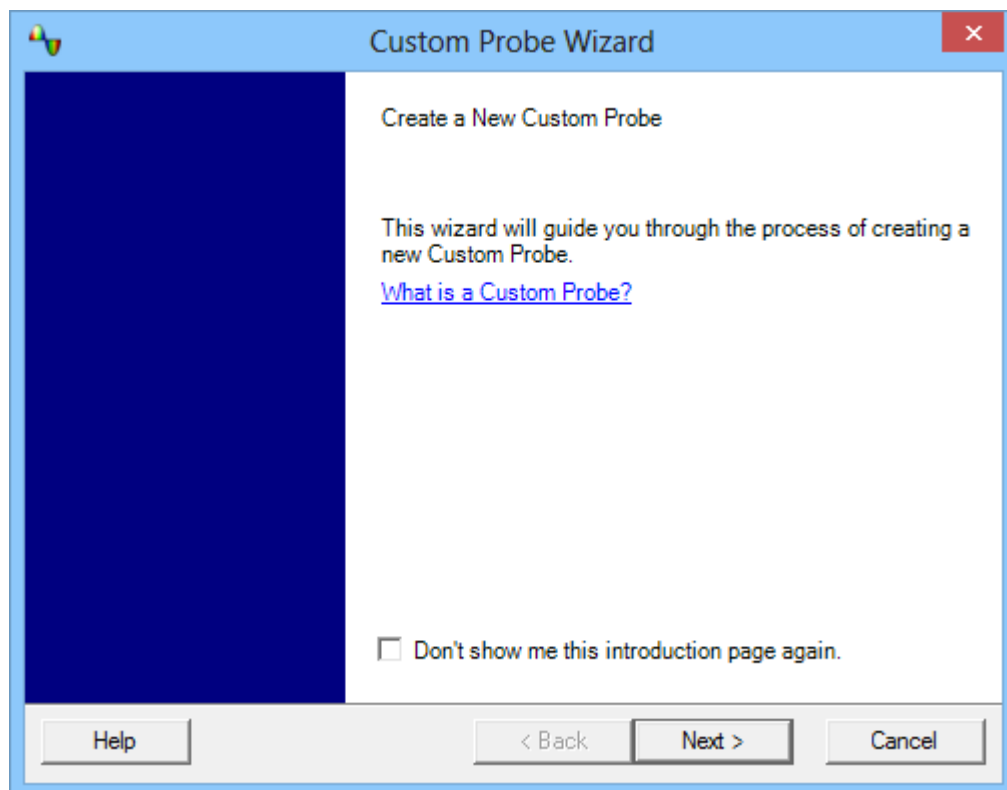 Custom Probe Wizard
Create a New Custom Probe
This wizard will guide you through the process of creating a
new Custom Probe.
What is a Custom Probe?
Don't show me this introduction page again.
Help
< Back
Next >
Cancel